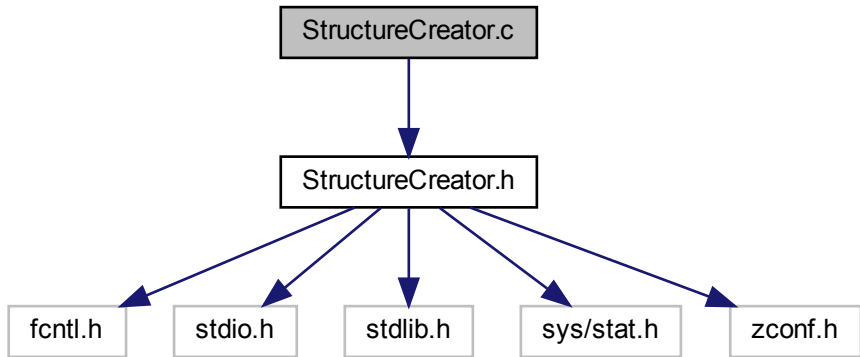 StructureCreator.c
StructureCreator.h
fcntl.h
stdio.h
stdlib.h
sys/stat.h
zconf.h